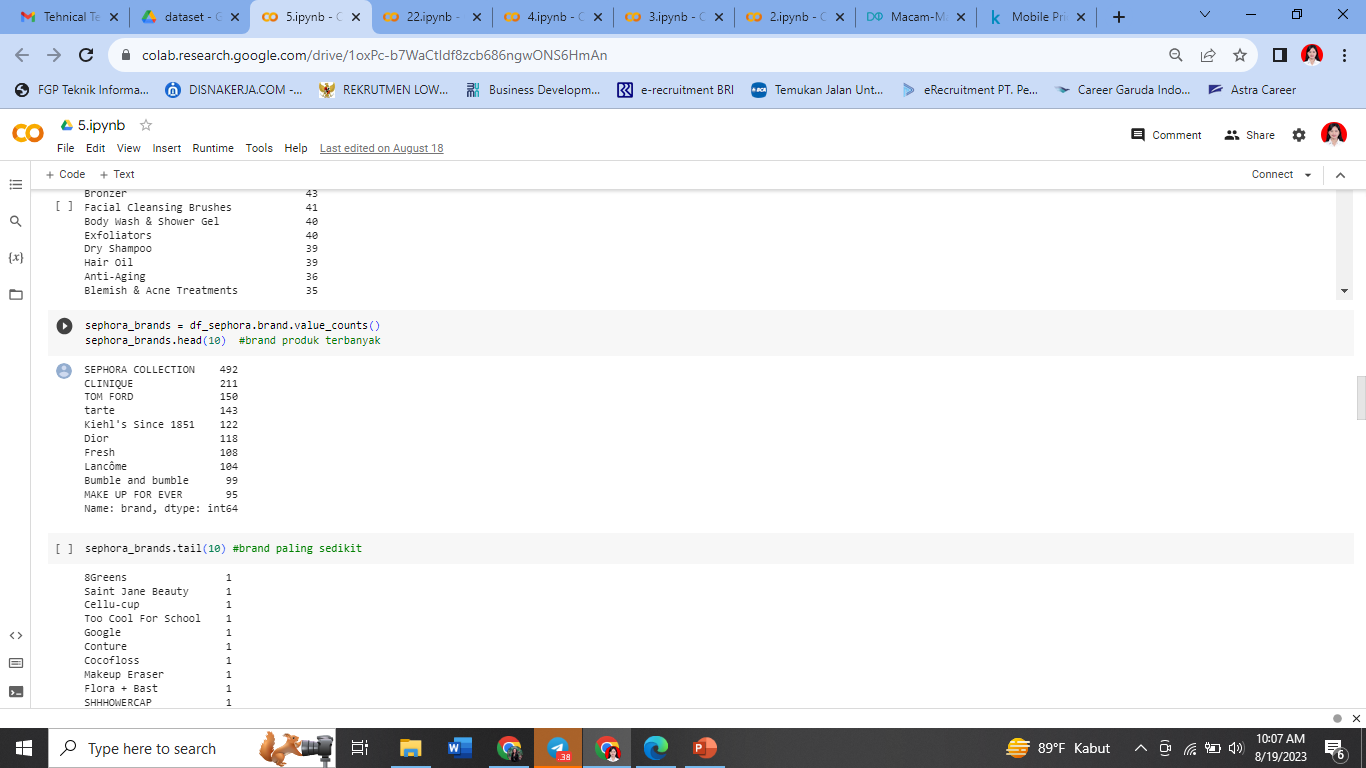 Tehnical Te
dataset - G
5.ipynb - C
22.ipynb -
4.ipynb - C
3.ipynb - C
2.ipynb - C
Macam-Ma
Mobile Pri
colab.research.google.com/drive/1oxPc-b7WaCtIdf8zcb686ngwONS6HmAn
FGP Teknik Informa...
DISNAKERJA.COM -...
REKRUTMEN LOW...
Business Developm...
e-recruitment BRI
Temukan Jalan Unt...
eRecruitment PT. Pe...
Career Garuda Indo...
Astra Career
5.ipynb
Comment
Share
File Edit View Insert Runtime Tools Help Last edited on August 18
+ Code + Text
Connect
Bronzer 43
[ ] Facial Cleansing Brushes 41
Body Wash & Shower Gel 40
Exfoliators 40
Dry Shampoo 39
Hair Oil 39
Anti-Aging 36
Blemish & Acne Treatments 35
sephora_brands = df_sephora.brand.value_counts()
sephora_brands.head(10) #brand produk terbanyak
SEPHORA COLLECTION 492
CLINIQUE 211
TOM FORD 150
tarte 143
Kiehl's Since 1851 122
Dior 118
Fresh 108
Lancôme 104
Bumble and bumble 99
MAKE UP FOR EVER 95
Name: brand, dtype: int64
[ ] sephora_brands.tail(10) #brand paling sedikit
8Greens 1
Saint Jane Beauty 1
Cellu-cup 1
Too Cool For School 1
Google 1
Conture 1
Cocofloss 1
Makeup Eraser 1
Flora + Bast 1
SHHHOWERCAP 1
Type here to search
.38
89°F Kabut
10:07 AM
8/19/2023
6